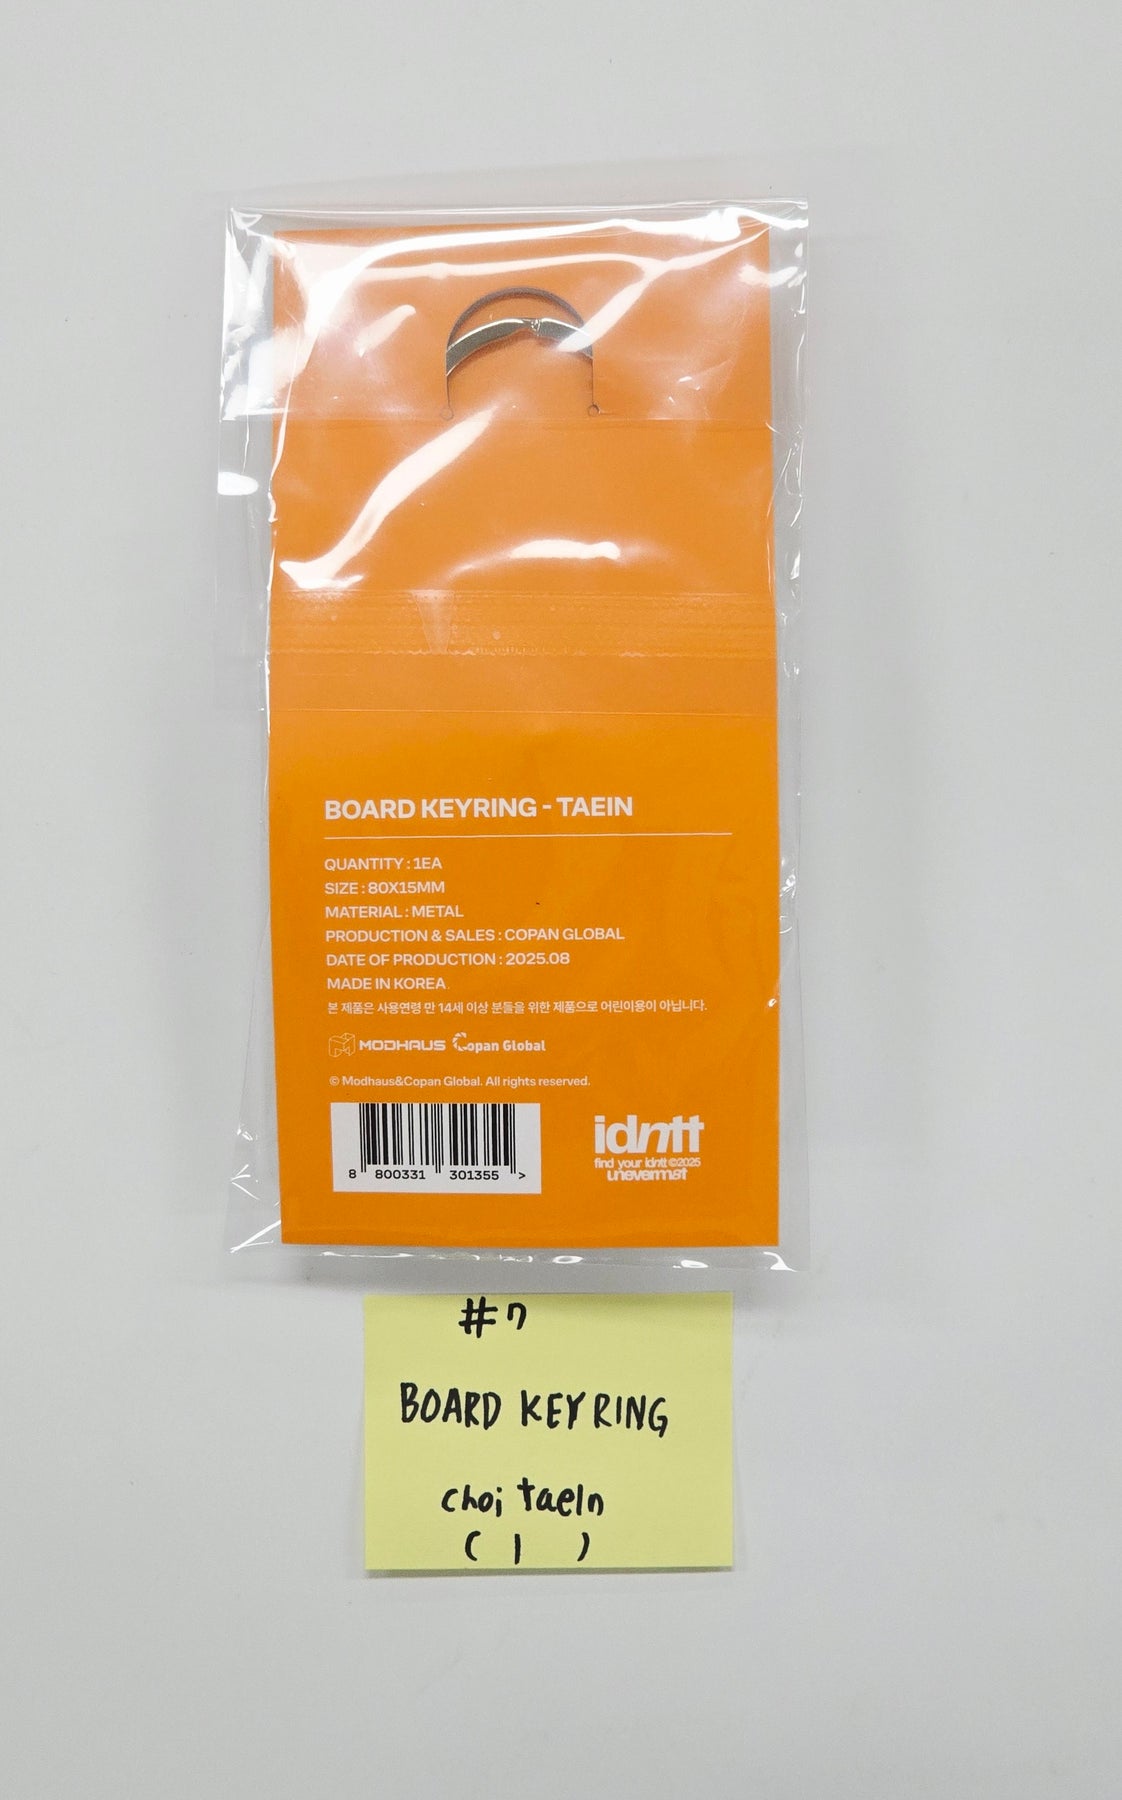 BOARD KEYRING - TAEIN
QUANTITY : 1EA
SIZE : 80X15MM
MATERIAL : METAL
PRODUCTION & SALES : COPAN GLOBAL
DATE OF PRODUCTION : 2025.08
MADE IN KOREA.
본 제품은 사용연령 만 14세 이상 분들을 위한 제품으로 어린이용이 아닙니다.
MODHAUS Copan Global
© Modhaus&Copan Global. All rights reserved.
8 800331 301355 >
idntt
find your idntt ©2025
unevermet
#7
BOARD KEYRING
choi taeIn
( 1 )